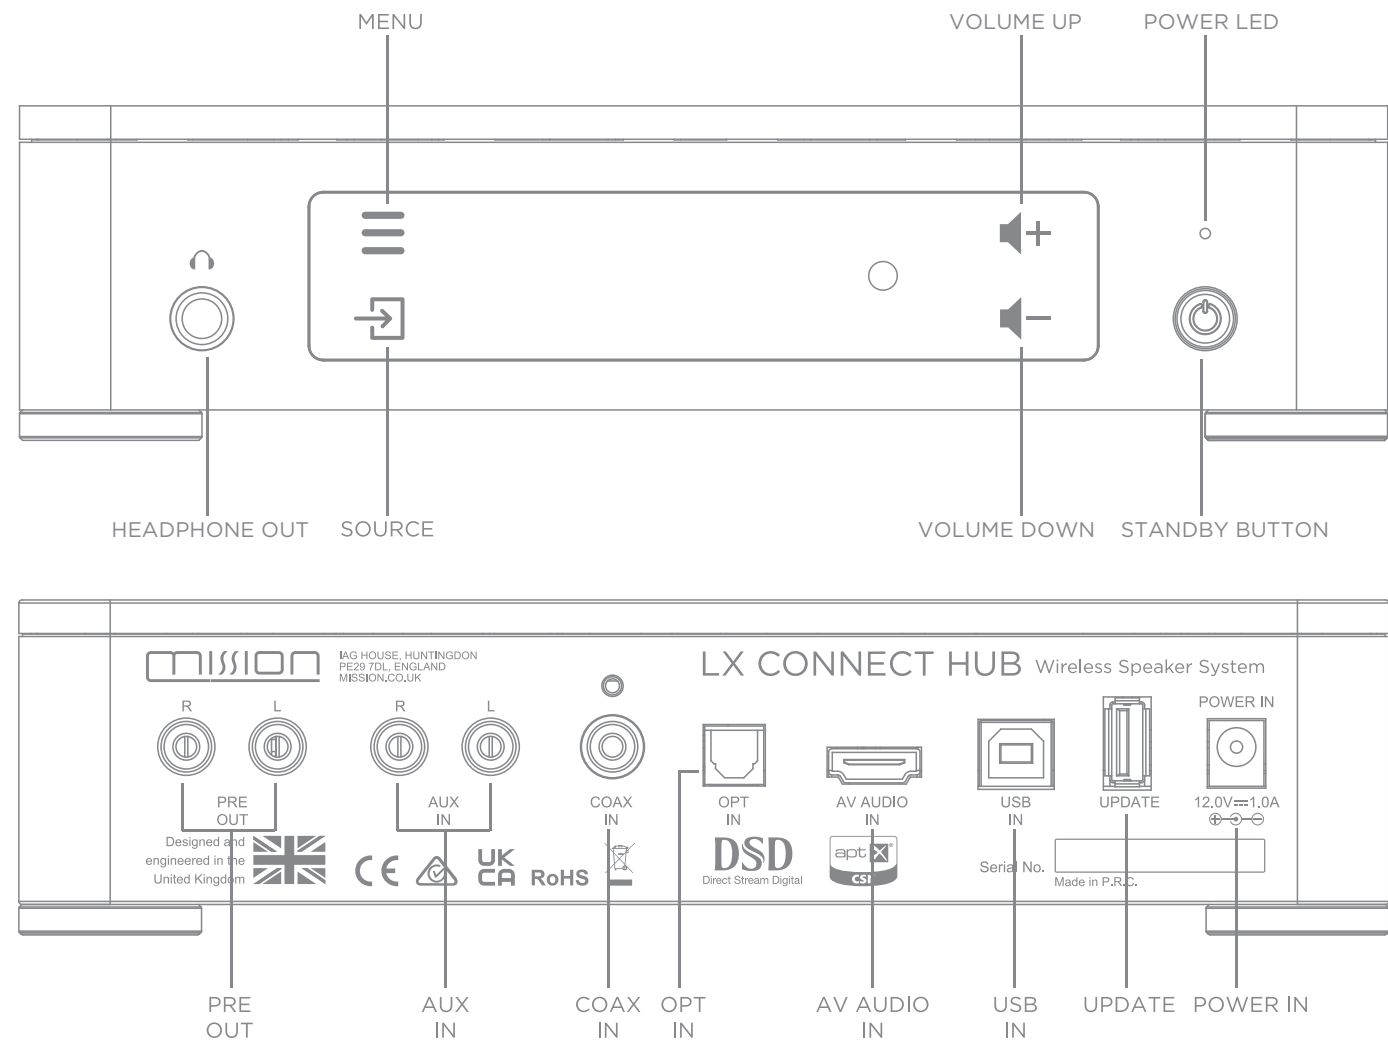 MENU
VOLUME UP
POWER LED
HEADPHONE OUT
SOURCE
VOLUME DOWN
STANDBY BUTTON
mission
IAG HOUSE, HUNTINGDON
PE29 7DL, ENGLAND
MISSION.CO.UK
LX CONNECT HUB Wireless Speaker System
R
L
R
L
POWER IN
PRE
OUT
AUX
IN
COAX
IN
OPT
IN
AV AUDIO
IN
USB
IN
UPDATE
12.0V⎓1.0A
Designed and
engineered in the
United Kingdom
CE
UK
CA
RoHS
DSD
Direct Stream Digital
aptX
CSR
Serial No.
Made in P.R.C.
PRE
OUT
AUX
IN
COAX
IN
OPT
IN
AV AUDIO
IN
USB
IN
UPDATE
POWER IN